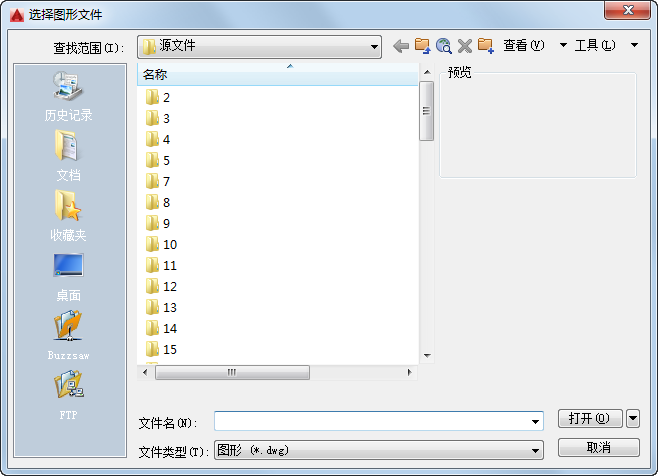 选择图形文件
查找范围(I): 源文件 查看(V) 工具(L)
名称
预览
2
3
4
5
7
8
9
10
11
12
13
14
15
历史记录
文档
收藏夹
桌面
Buzzsaw
FTP
文件名(N): 打开(O)
文件类型(T): 图形 (*.dwg) 取消